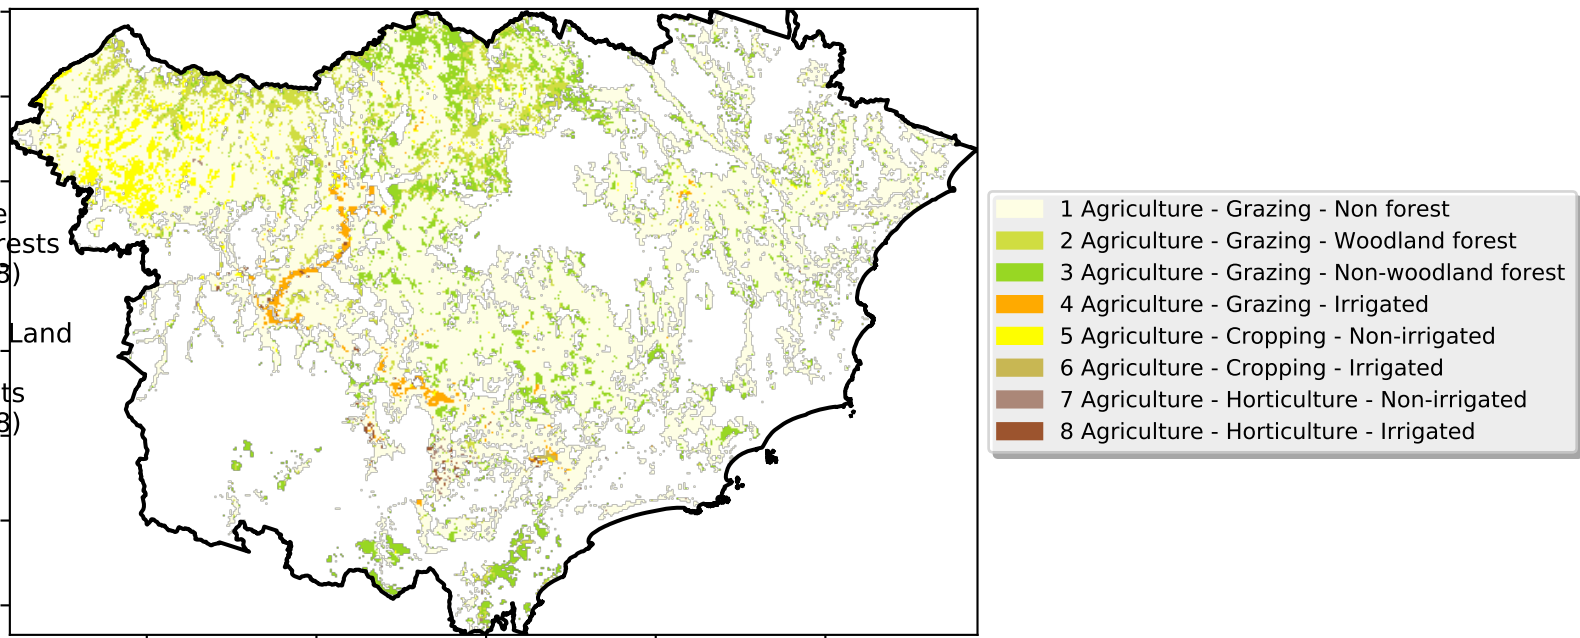 e
rests
8)
Land
ts
8)
1 Agriculture - Grazing - Non forest
2 Agriculture - Grazing - Woodland forest
3 Agriculture - Grazing - Non-woodland forest
4 Agriculture - Grazing - Irrigated
5 Agriculture - Cropping - Non-irrigated
6 Agriculture - Cropping - Irrigated
7 Agriculture - Horticulture - Non-irrigated
8 Agriculture - Horticulture - Irrigated